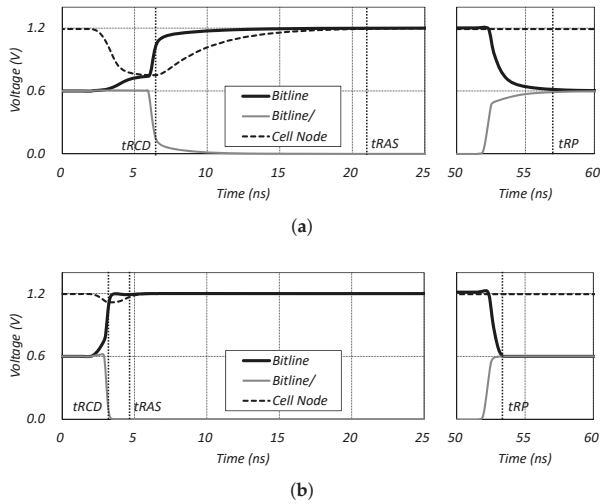 1.2
0.6
0.0
Voltage (V)
Bitline
Bitline/
Cell Node
tRCD
tRAS
tRP
0 5 10 15 20 25
50 55 60
Time (ns)
Time (ns)
(a)
1.2
0.6
0.0
Voltage (V)
Bitline
Bitline/
Cell Node
tRCD
tRAS
tRP
0 5 10 15 20 25
50 55 60
Time (ns)
Time (ns)
(b)